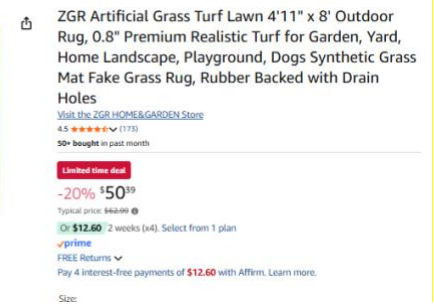 ZGR Artificial Grass Turf Lawn 4'11" x 8' Outdoor
Rug, 0.8" Premium Realistic Turf for Garden, Yard,
Home Landscape, Playground, Dogs Synthetic Grass
Mat Fake Grass Rug, Rubber Backed with Drain
Holes
Visit the ZGR HOME&GARDEN Store
4.5 (173)
50+ bought in past month
Limited time deal
-20% $50³⁹
Typical price: $62.99
Or $12.60 /2 weeks (x4). Select from 1 plan
prime
FREE Returns
Pay 4 interest-free payments of $12.60 with Affirm. Learn more.
Size: